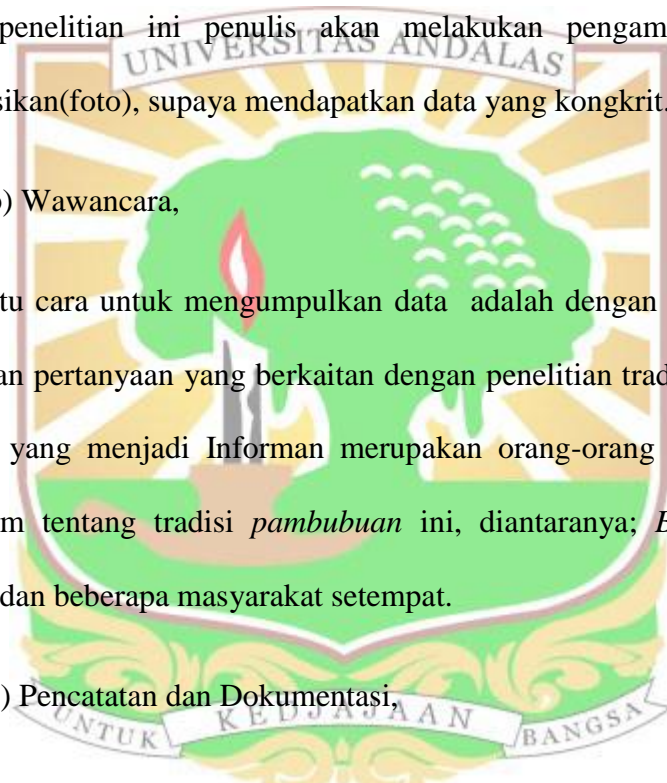 penelitian ini penulis akan melakukan pengam
UNIVERSITAS ANDALAS
sikan(foto), supaya mendapatkan data yang kongkrit.
) Wawancara,
tu cara untuk mengumpulkan data adalah dengan
an pertanyaan yang berkaitan dengan penelitian trad
yang menjadi Informan merupakan orang-orang
m tentang tradisi pambubuan ini, diantaranya;
dan beberapa masyarakat setempat.
) Pencatatan dan Dokumentasi,
UNTUK KEDJAJAAN BANGSA